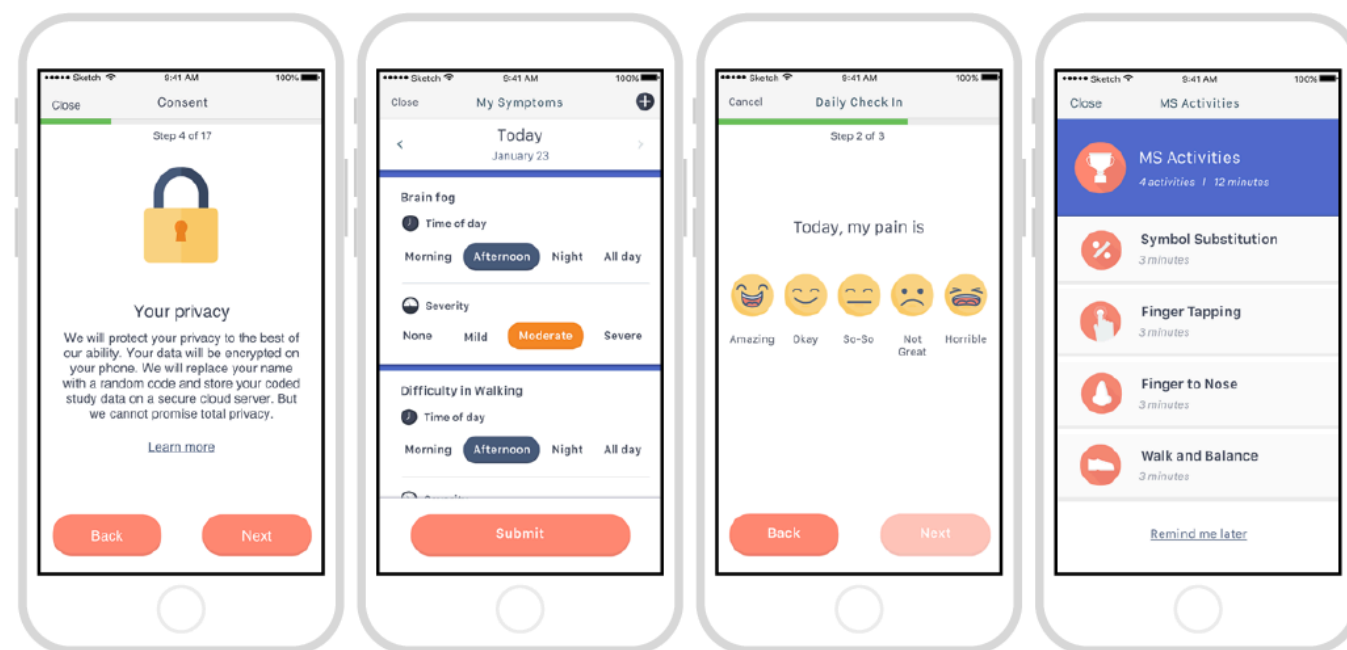 Sketch 9:41 AM 100%
Close Consent
Step 4 of 17
Your privacy
We will protect your privacy to the best of
our ability. Your data will be encrypted on
your phone. We will replace your name
with a random code and store your coded
study data on a secure cloud server. But
we cannot promise total privacy.
Learn more
Back Next
Sketch 9:41 AM 100%
Close My Symptoms
Today
January 23
Brain fog
Time of day
Morning Afternoon Night All day
Severity
None Mild Moderate Severe
Difficulty in Walking
Time of day
Morning Afternoon Night All day
Severity
Submit
Sketch 9:41 AM 100%
Cancel Daily Check In
Step 2 of 3
Today, my pain is
Amazing Okay So-So Not Great Horrible
Back Next
Sketch 9:41 AM 100%
Close MS Activities
MS Activities
4 activities | 12 minutes
Symbol Substitution
3 minutes
Finger Tapping
3 minutes
Finger to Nose
3 minutes
Walk and Balance
3 minutes
Remind me later